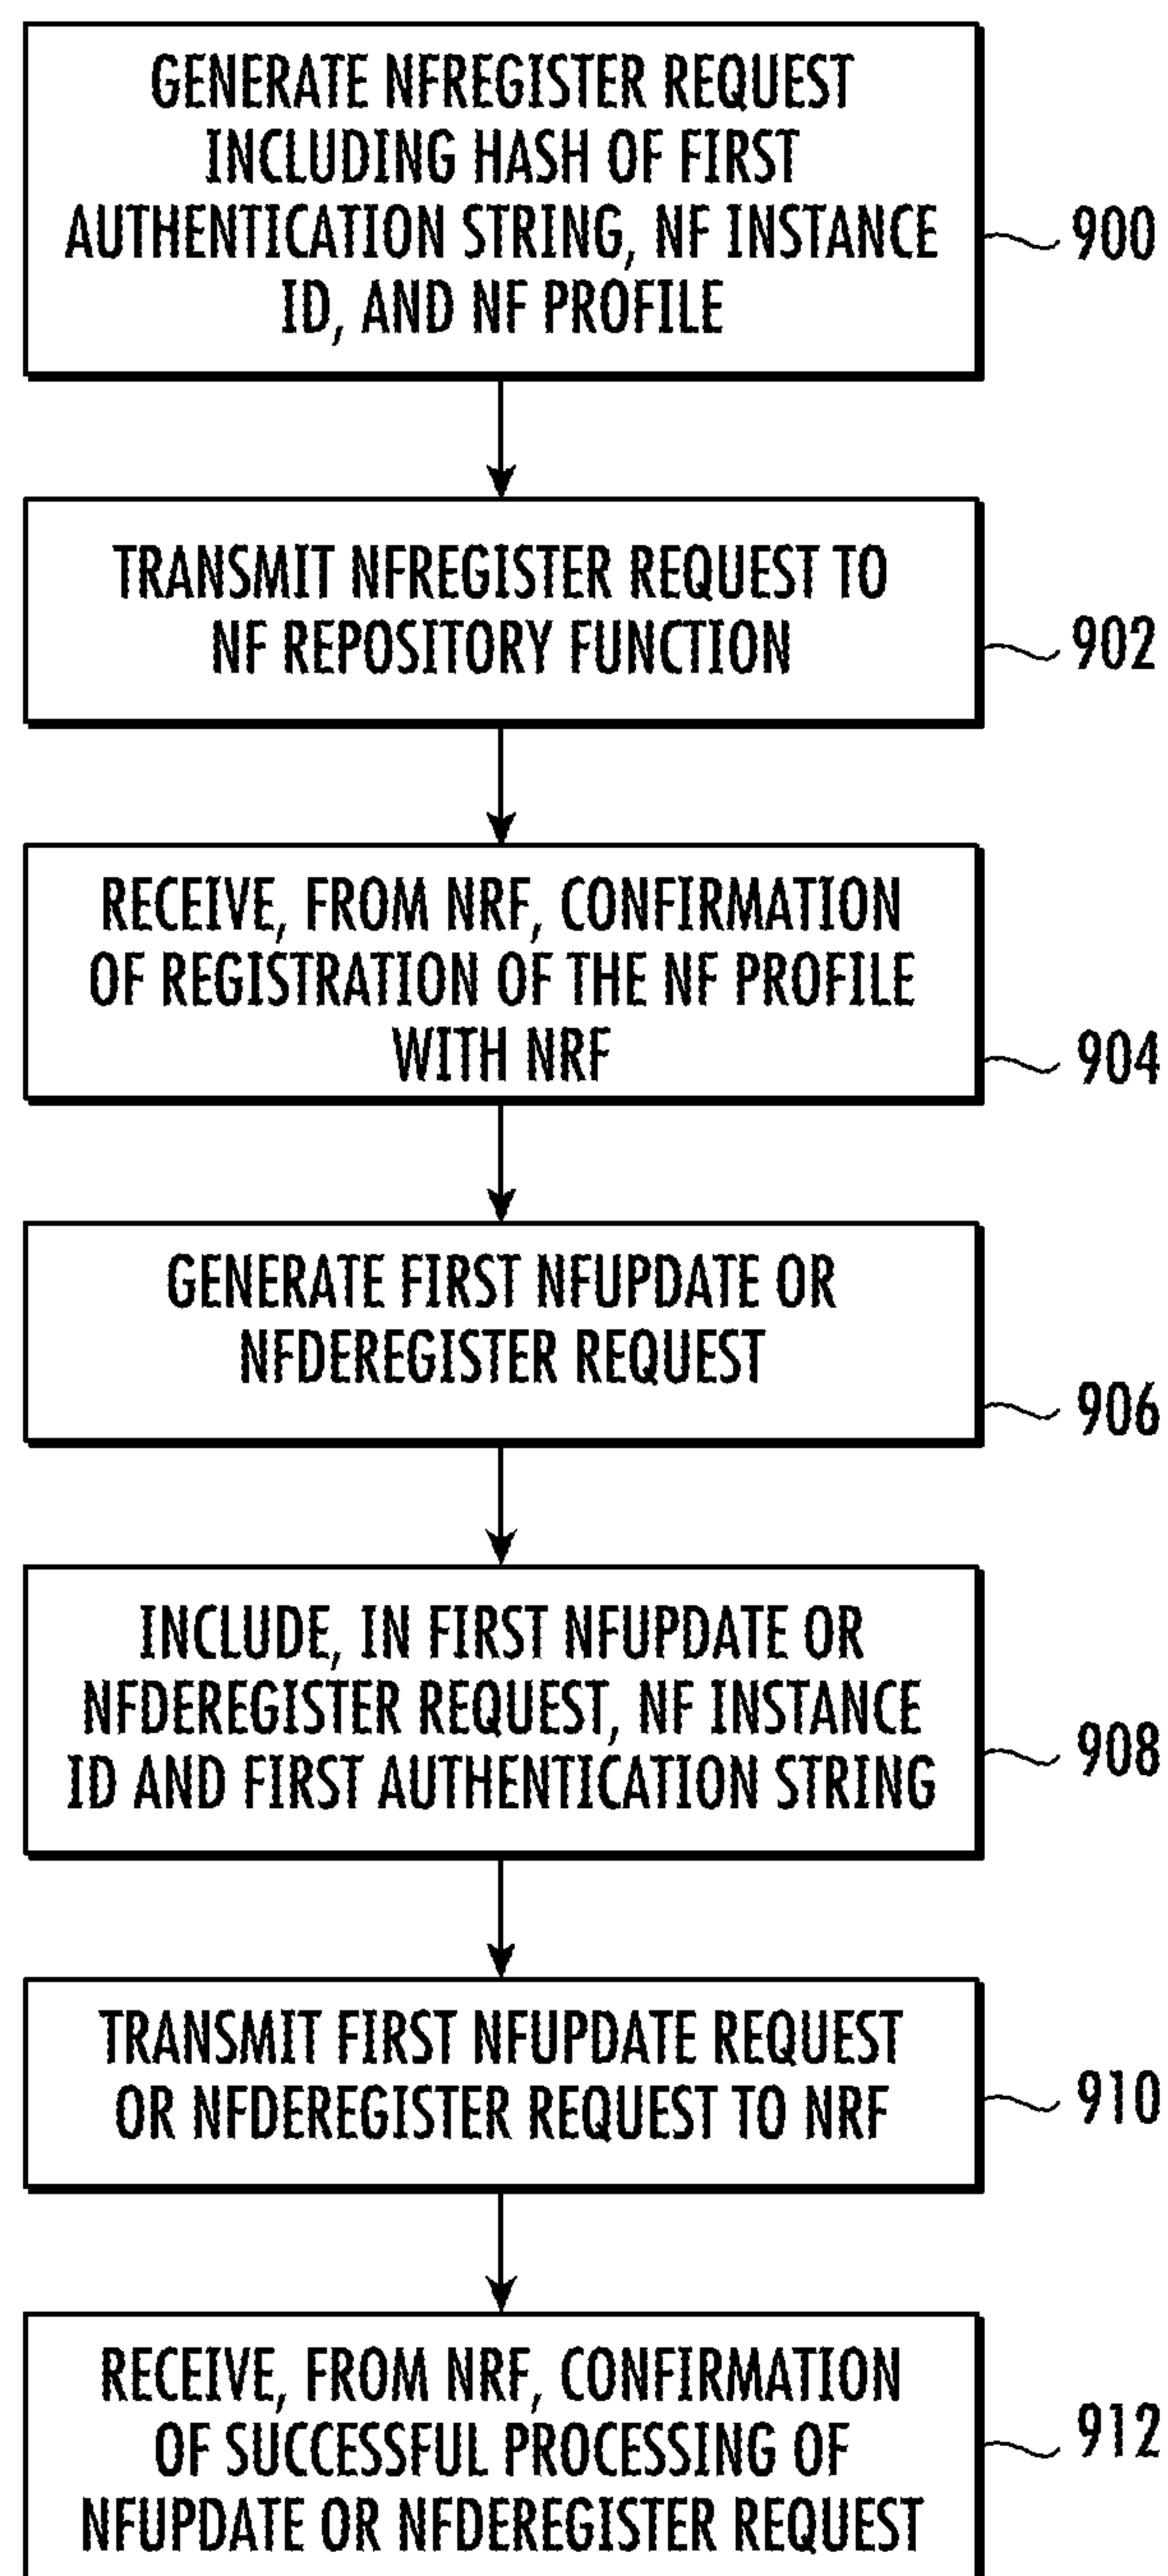 GENERATE NFREGISTER REQUEST
INCLUDING HASH OF FIRST
AUTHENTICATION STRING, NF INSTANCE
ID, AND NF PROFILE
900
TRANSMIT NFREGISTER REQUEST TO
NF REPOSITORY FUNCTION
902
RECEIVE, FROM NRF, CONFIRMATION
OF REGISTRATION OF THE NF PROFILE
WITH NRF
904
GENERATE FIRST NFUPDATE OR
NFDEREGISTER REQUEST
906
INCLUDE, IN FIRST NFUPDATE OR
NFDEREGISTER REQUEST, NF INSTANCE
ID AND FIRST AUTHENTICATION STRING
908
TRANSMIT FIRST NFUPDATE REQUEST
OR NFDEREGISTER REQUEST TO NRF
910
RECEIVE, FROM NRF, CONFIRMATION
OF SUCCESSFUL PROCESSING OF
NFUPDATE OR NFDEREGISTER REQUEST
912